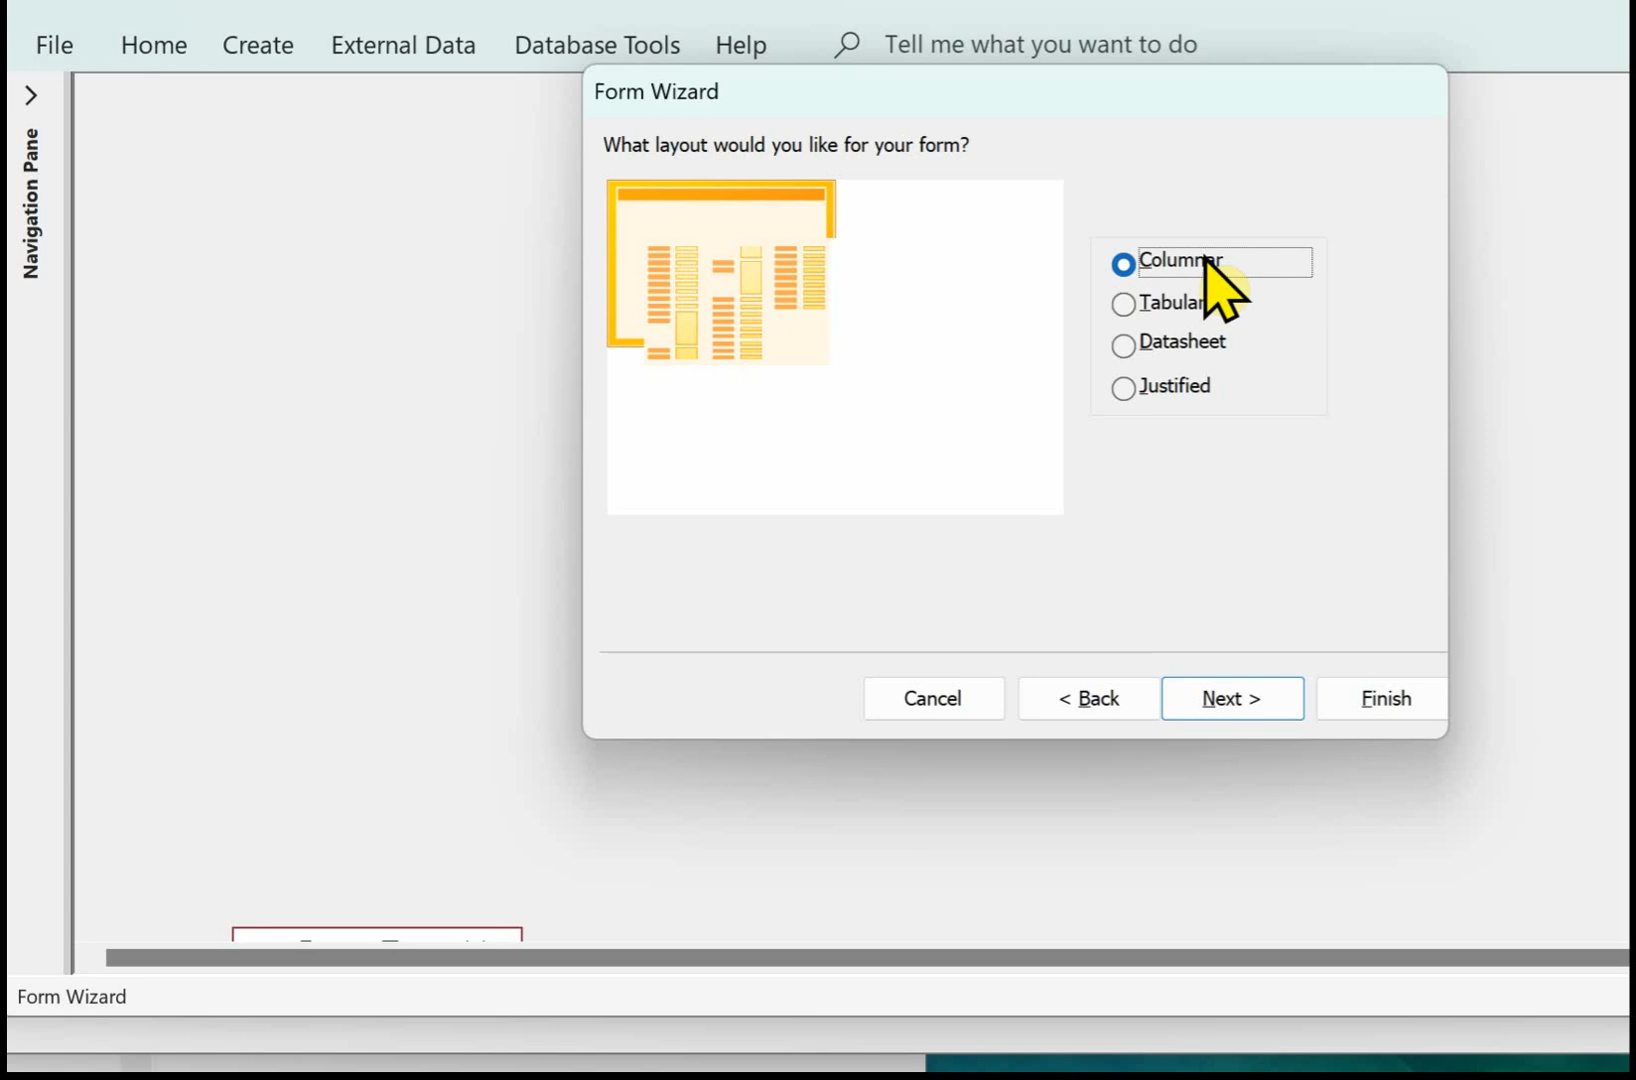 File Home Create External Data Database Tools Help Tell me what you want to do
Navigation Pane
Form Wizard
What layout would you like for your form?
Columnar
Tabular
Datasheet
Justified
Cancel < Back Next > Finish
Form Wizard